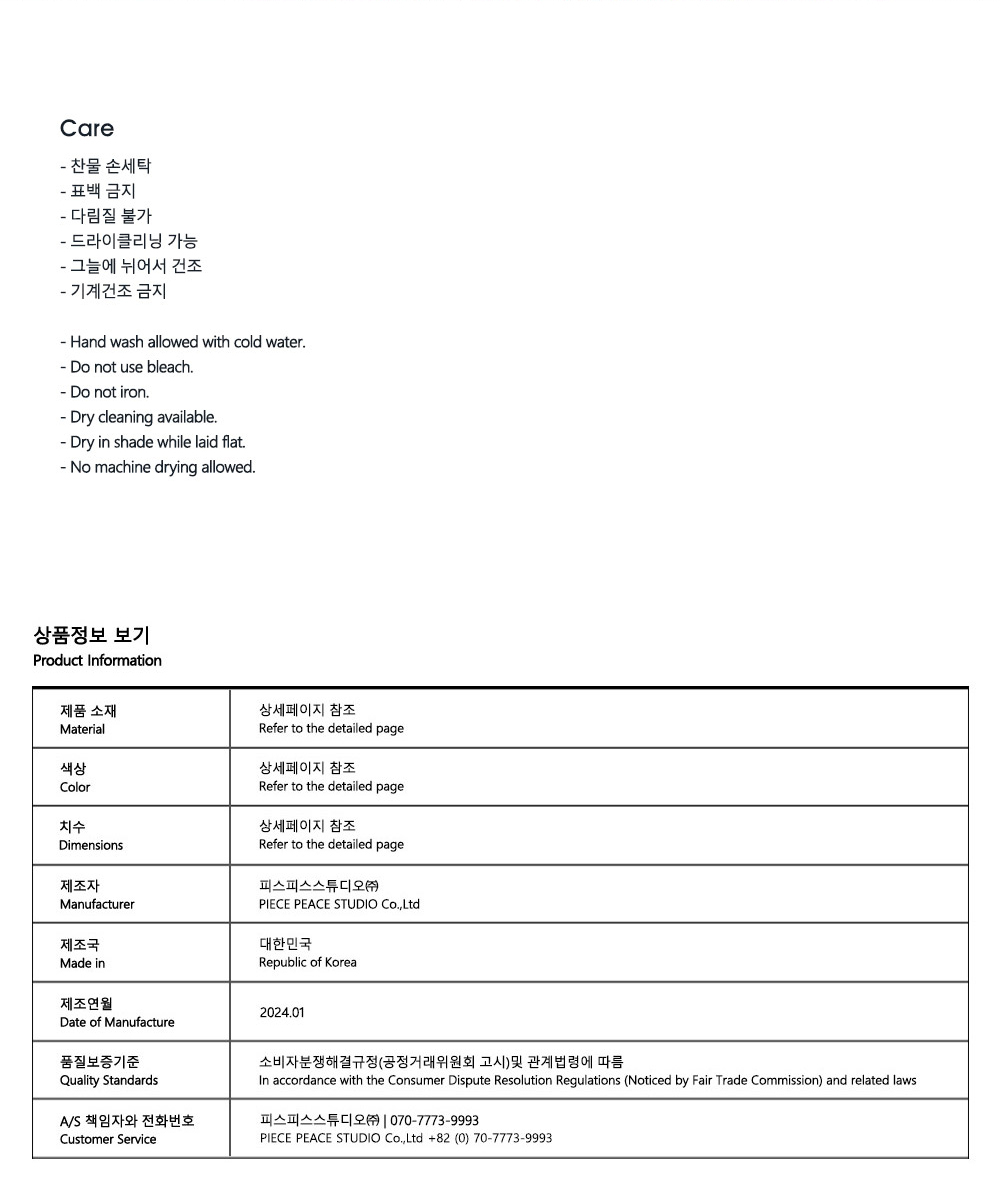 Care
- 찬물 손세탁
- 표백 금지
- 다림질 불가
- 드라이클리닝 가능
- 그늘에 뉘어서 건조
- 기계건조 금지
- Hand wash allowed with cold water.
- Do not use bleach.
- Do not iron.
- Dry cleaning available.
- Dry in shade while laid flat.
- No machine drying allowed.
상품정보 보기
Product Information
제품 소재
Material
상세페이지 참조
Refer to the detailed page
색상
Color
상세페이지 참조
Refer to the detailed page
치수
Dimensions
상세페이지 참조
Refer to the detailed page
제조자
Manufacturer
피스피스스튜디오㈜
PIECE PEACE STUDIO Co.,Ltd
제조국
Made in
대한민국
Republic of Korea
제조연월
Date of Manufacture
2024.01
품질보증기준
Quality Standards
소비자분쟁해결규정(공정거래위원회 고시)및 관계법령에 따름
In accordance with the Consumer Dispute Resolution Regulations (Noticed by Fair Trade Commission) and related laws
A/S 책임자와 전화번호
Customer Service
피스피스스튜디오㈜ | 070-7773-9993
PIECE PEACE STUDIO Co.,Ltd +82 (0) 70-7773-9993